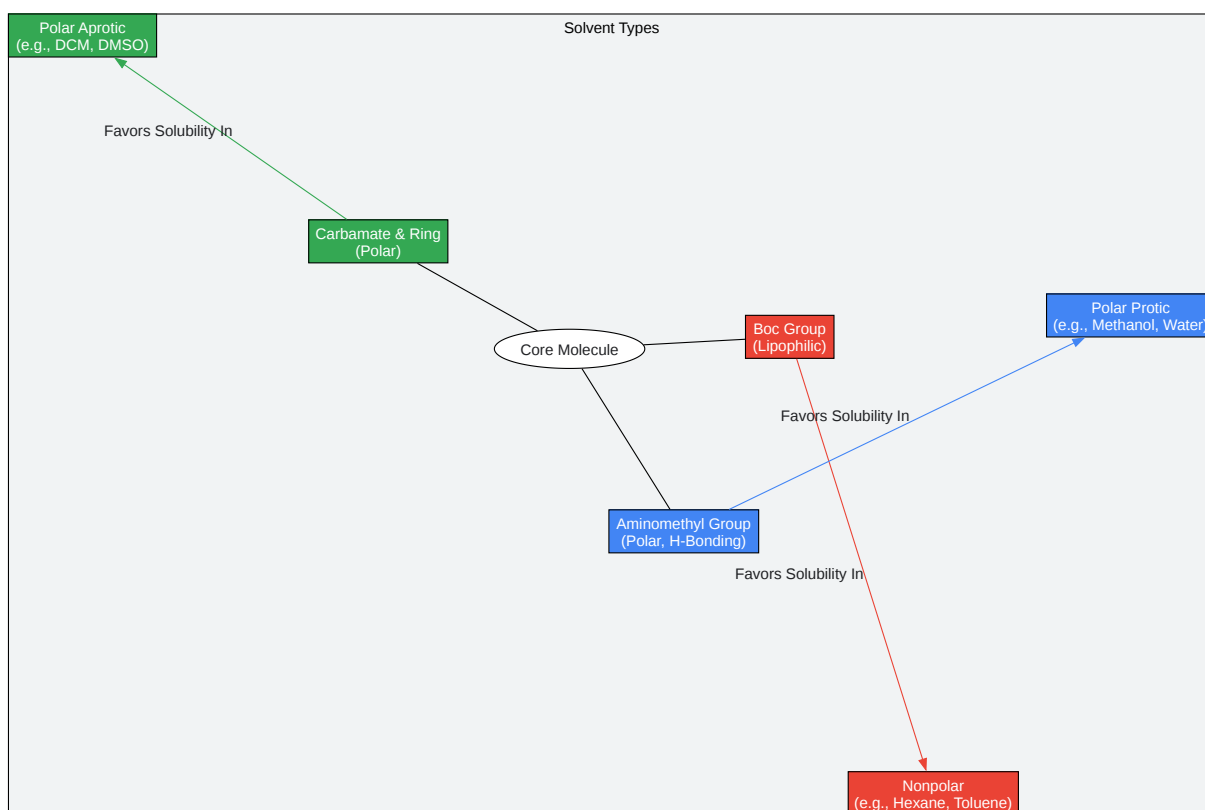 Solvent Types
Polar Aprotic
(e.g., DCM, DMSO)
Favors Solubility In
Carbamate & Ring
(Polar)
Polar Protic
(e.g., Methanol, Water)
Boc Group
(Lipophilic)
Core Molecule
Favors Solubility In
Aminomethyl Group
(Polar, H-Bonding)
Favors Solubility In
Nonpolar
(e.g., Hexane, Toluene)